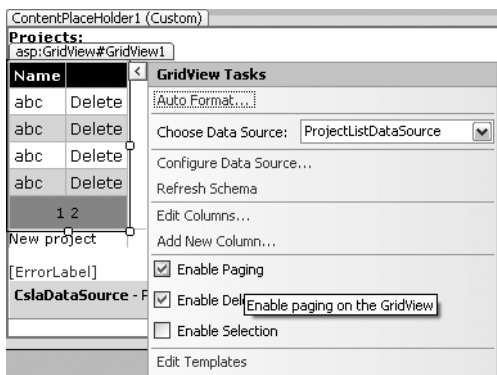 ContentPlaceHolder1 (Custom)
Projects:
asp:GridView#GridView1
Name
abc Delete
abc Delete
abc Delete
abc Delete
1 2
New project
[ErrorLabel]
CslaDataSource -
< GridView Tasks
Auto Format...
Choose Data Source: ProjectListDataSource
Configure Data Source...
Refresh Schema
Edit Columns...
Add New Column...
Enable Paging
Enable
Enable paging on the GridView
Enable Selection
Edit Templates